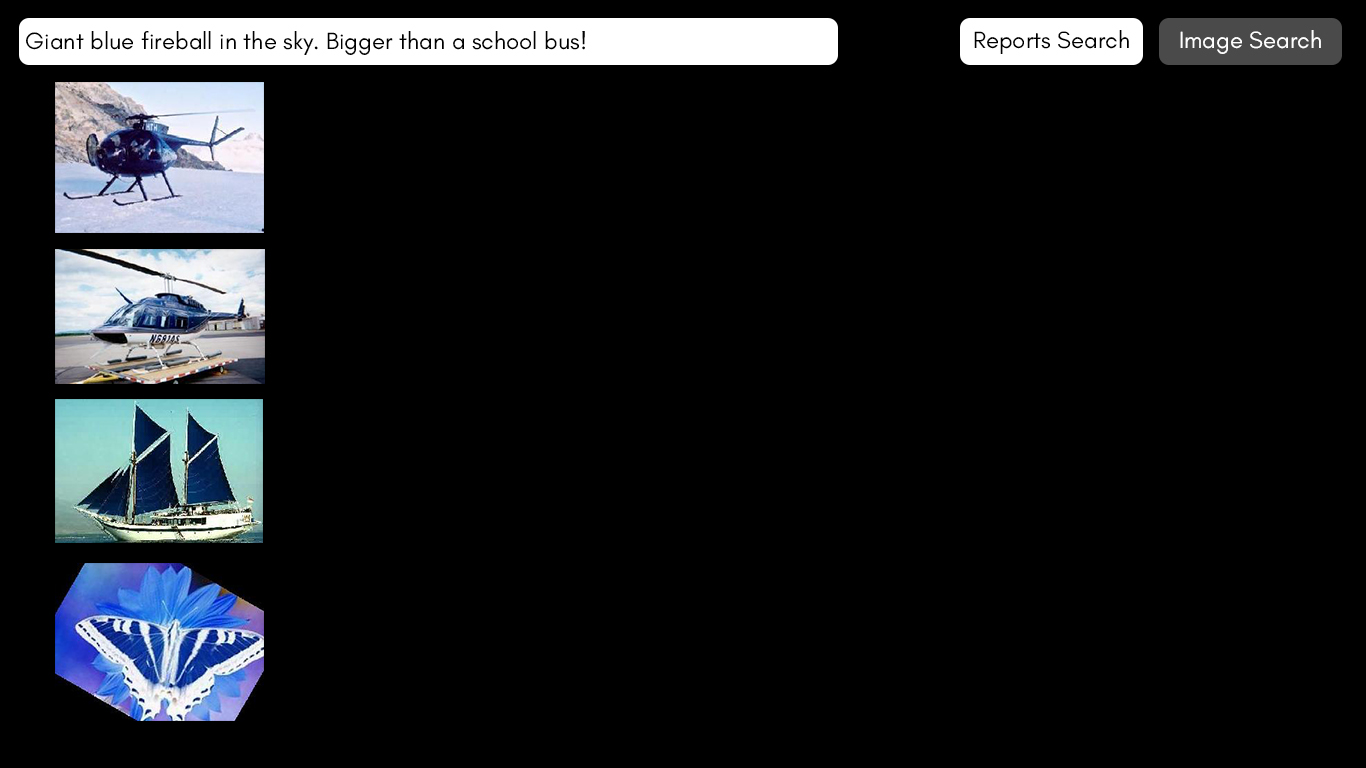 Giant blue fireball in the sky. Bigger than a school bus!
Reports Search
Image Search